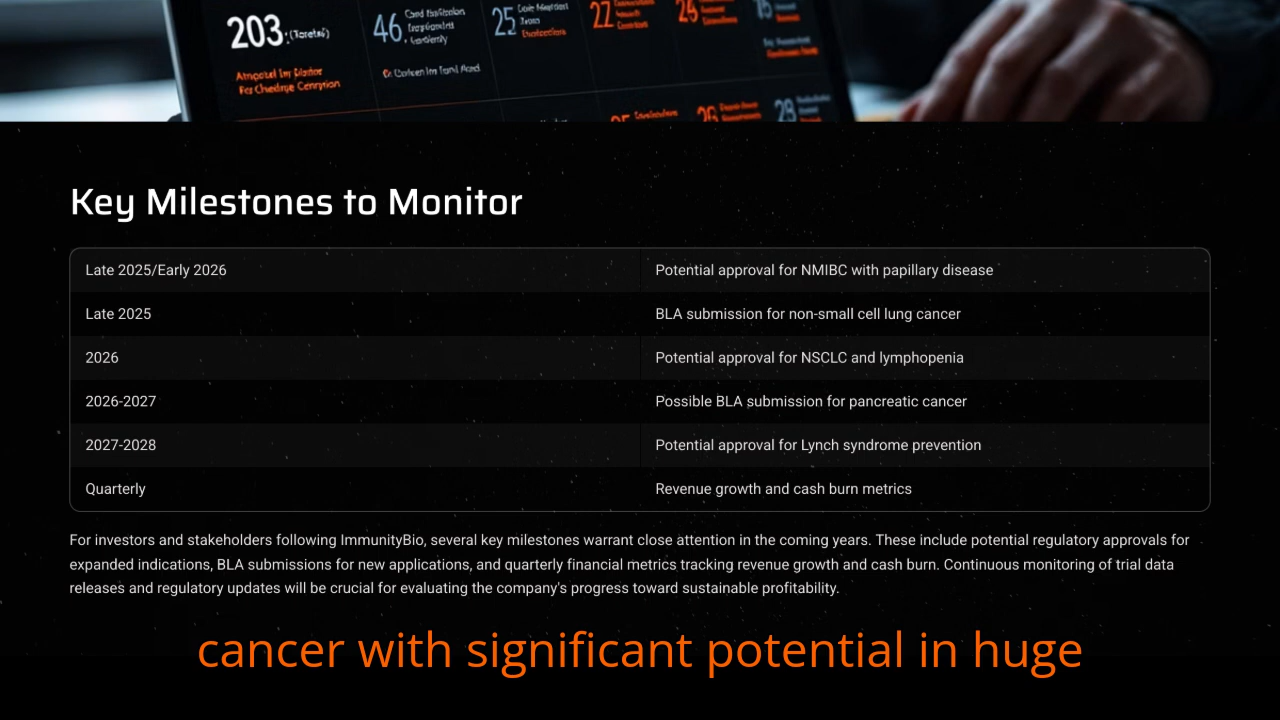 203
46
25
Key Milestones to Monitor
Late 2025/Early 2026 Potential approval for NMIBC with papillary disease
Late 2025 BLA submission for non-small cell lung cancer
2026 Potential approval for NSCLC and lymphopenia
2026-2027 Possible BLA submission for pancreatic cancer
2027-2028 Potential approval for Lynch syndrome prevention
Quarterly Revenue growth and cash burn metrics
For investors and stakeholders following ImmunityBio, several key milestones warrant close attention in the coming years. These include potential regulatory approvals for
expanded indications, BLA submissions for new applications, and quarterly financial metrics tracking revenue growth and cash burn. Continuous monitoring of trial data
releases and regulatory updates will be crucial for evaluating the company's progress toward sustainable profitability.
cancer with significant potential in huge